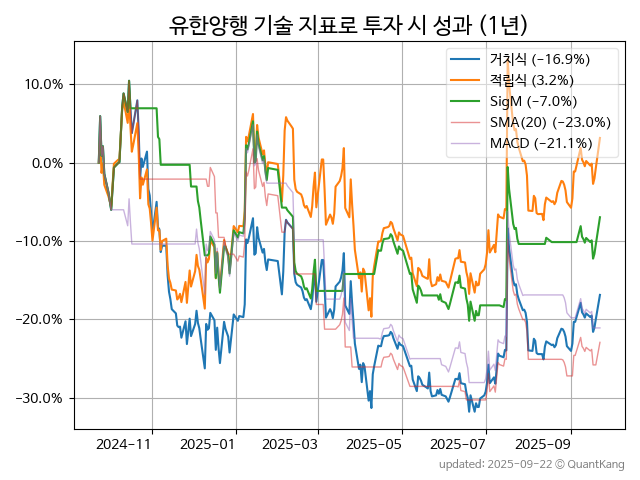 유한양행 기술 지표로 투자 시 성과 (1년)
거치식 (−16.9%)
적립식 (3.2%)
SigM (−7.0%)
SMA(20) (−23.0%)
MACD (−21.1%)
10.0%
0.0%
−10.0%
−20.0%
−30.0%
2024−11 2025−01 2025−03 2025−05 2025−07 2025−09
updated: 2025−09−22 © QuantKang